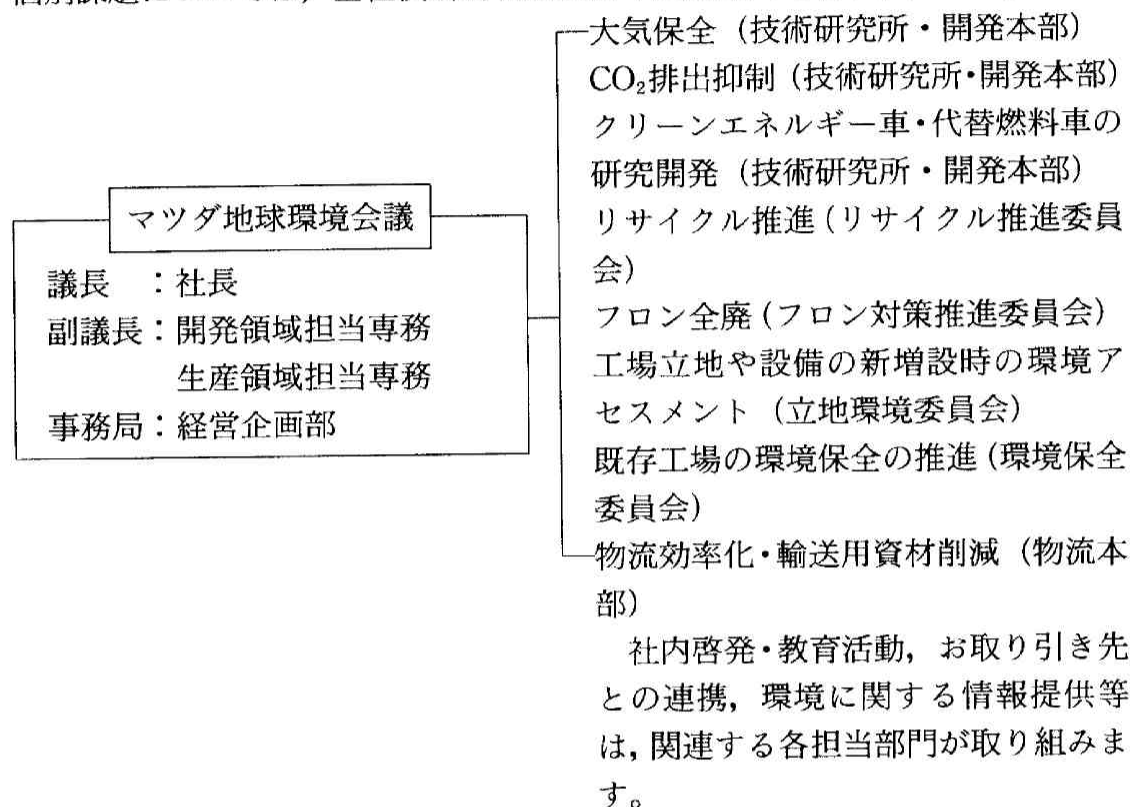 マツダ地球環境会議
議長　：社長
副議長：開発領域担当専務
生産領域担当専務
事務局：経営企画部
大気保全（技術研究所・開発本部）
CO₂排出抑制（技術研究所・開発本部）
クリーンエネルギー車・代替燃料車の
研究開発（技術研究所・開発本部）
リサイクル推進（リサイクル推進委員
会）
フロン全廃（フロン対策推進委員会）
工場立地や設備の新増設時の環境ア
セスメント（立地環境委員会）
既存工場の環境保全の推進（環境保全
委員会）
物流効率化・輸送用資材削減（物流本
部）
　社内啓発・教育活動，お取り引き先
との連携，環境に関する情報提供等
は，関連する各担当部門が取り組みま
す。